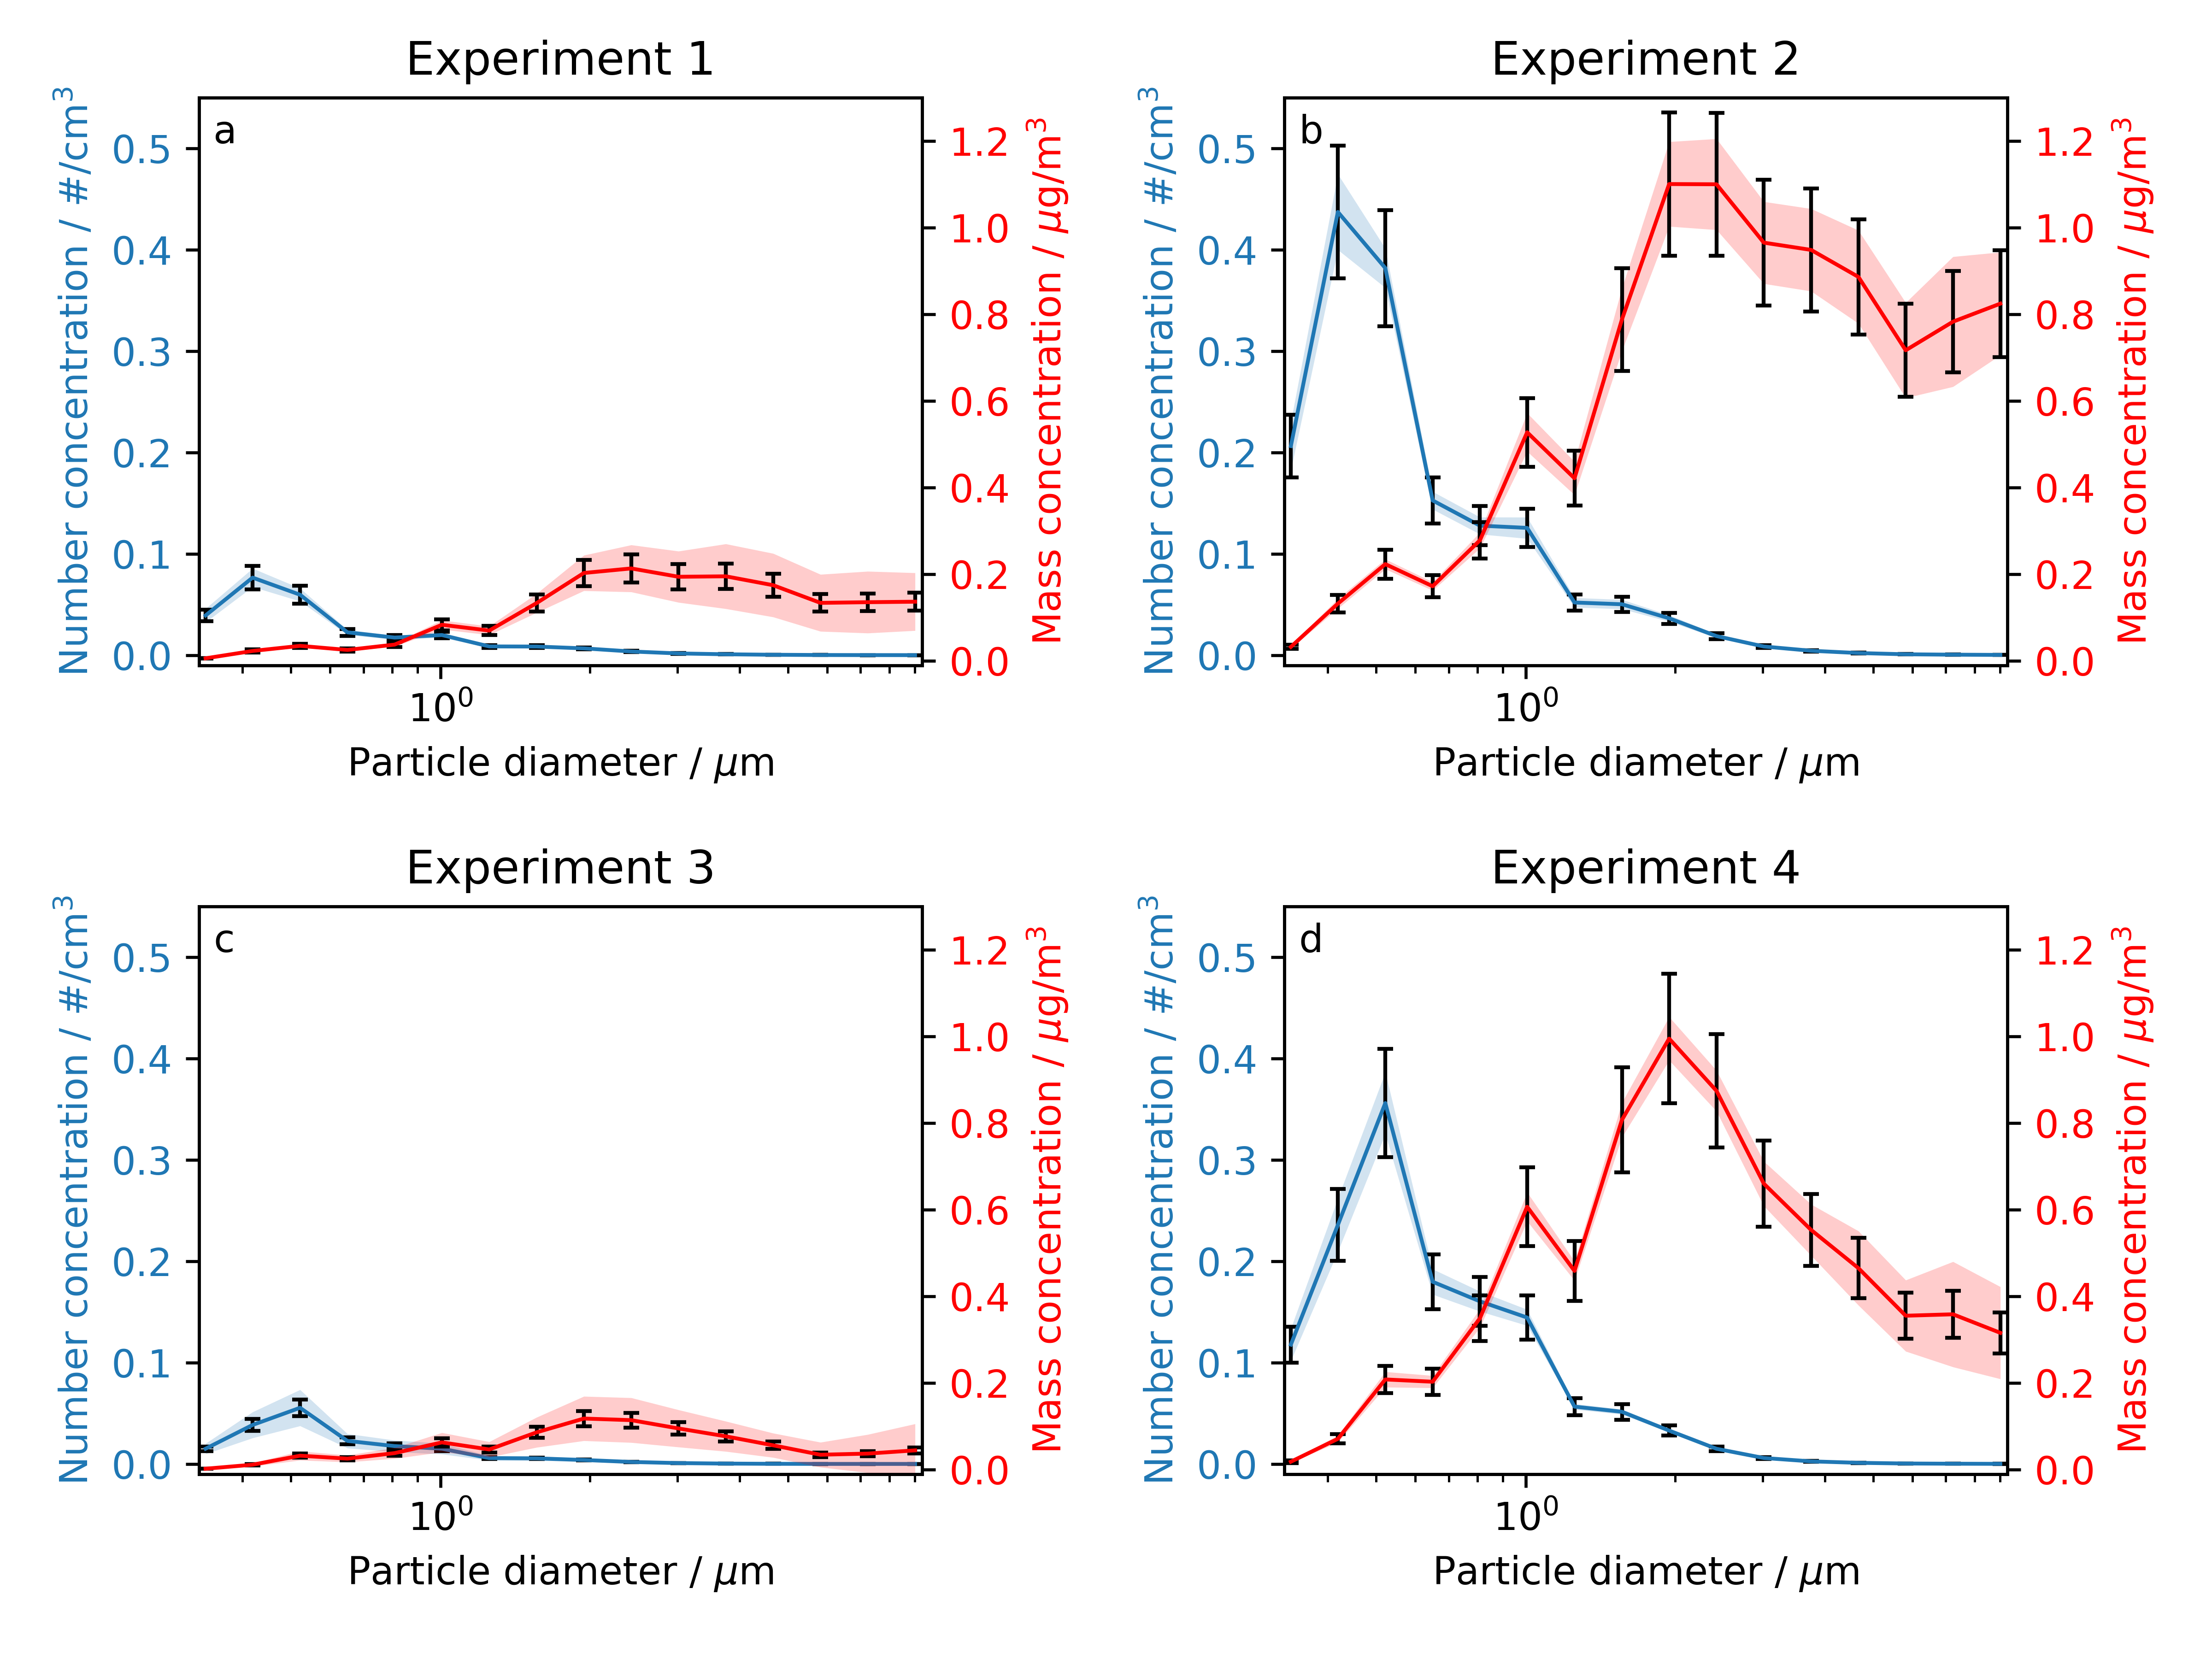 Experiment 1
a
Number concentration / #/cm³
0.5
0.4
0.3
0.2
0.1
0.0
1.2
1.0
0.8
0.6
0.4
0.2
0.0
Mass concentration / μg/m³
10⁰
Particle diameter / μm
Experiment 2
b
Number concentration / #/cm³
0.5
0.4
0.3
0.2
0.1
0.0
1.2
1.0
0.8
0.6
0.4
0.2
0.0
Mass concentration / μg/m³
10⁰
Particle diameter / μm
Experiment 3
c
Number concentration / #/cm³
0.5
0.4
0.3
0.2
0.1
0.0
1.2
1.0
0.8
0.6
0.4
0.2
0.0
Mass concentration / μg/m³
10⁰
Particle diameter / μm
Experiment 4
d
Number concentration / #/cm³
0.5
0.4
0.3
0.2
0.1
0.0
1.2
1.0
0.8
0.6
0.4
0.2
0.0
Mass concentration / μg/m³
10⁰
Particle diameter / μm